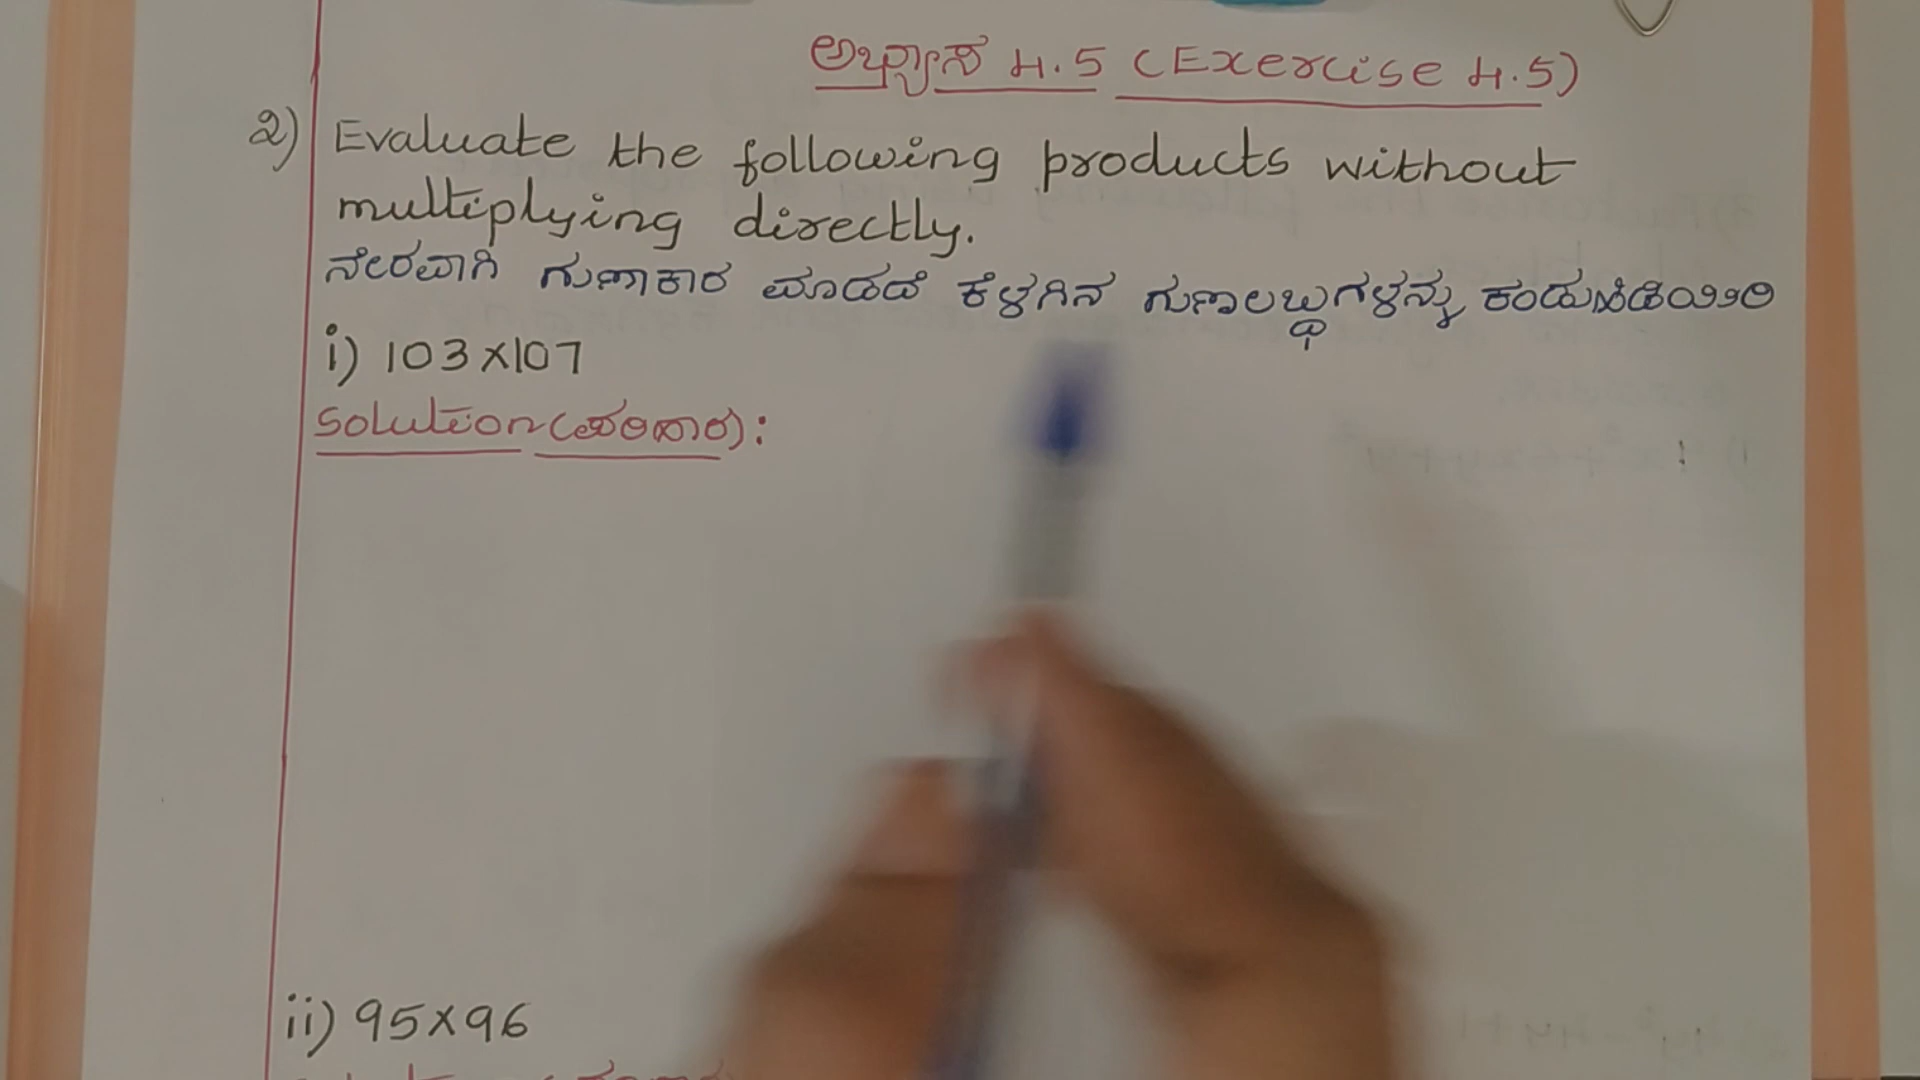 ಅಭ್ಯಾಸ 4.5 (Exercise 4.5)
2) Evaluate the following products without
multiplying directly.
ನೇರವಾಗಿ ಗುಣಾಕಾರ ಮಾಡದೆ ಕೆಳಗಿನ ಗುಣಾಲಬ್ಧಗಳನ್ನು ಕಂಡುಹಿಡಿಯಿರಿ
i) 103×107
Solution (ಪರಿಹಾರ):
ii) 95×96